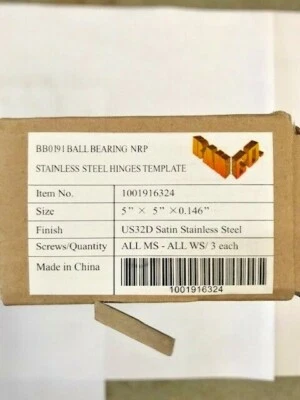 BB0191 BALL BEARING NRP
STAINLESS STEEL HINGES TEMPLATE
Item No. 1001916324
Size 5” × 5” ×0.146”
Finish US32D Satin Stainless Steel
Screws/Quantity ALL MS - ALL WS/ 3 each
Made in China
1001916324